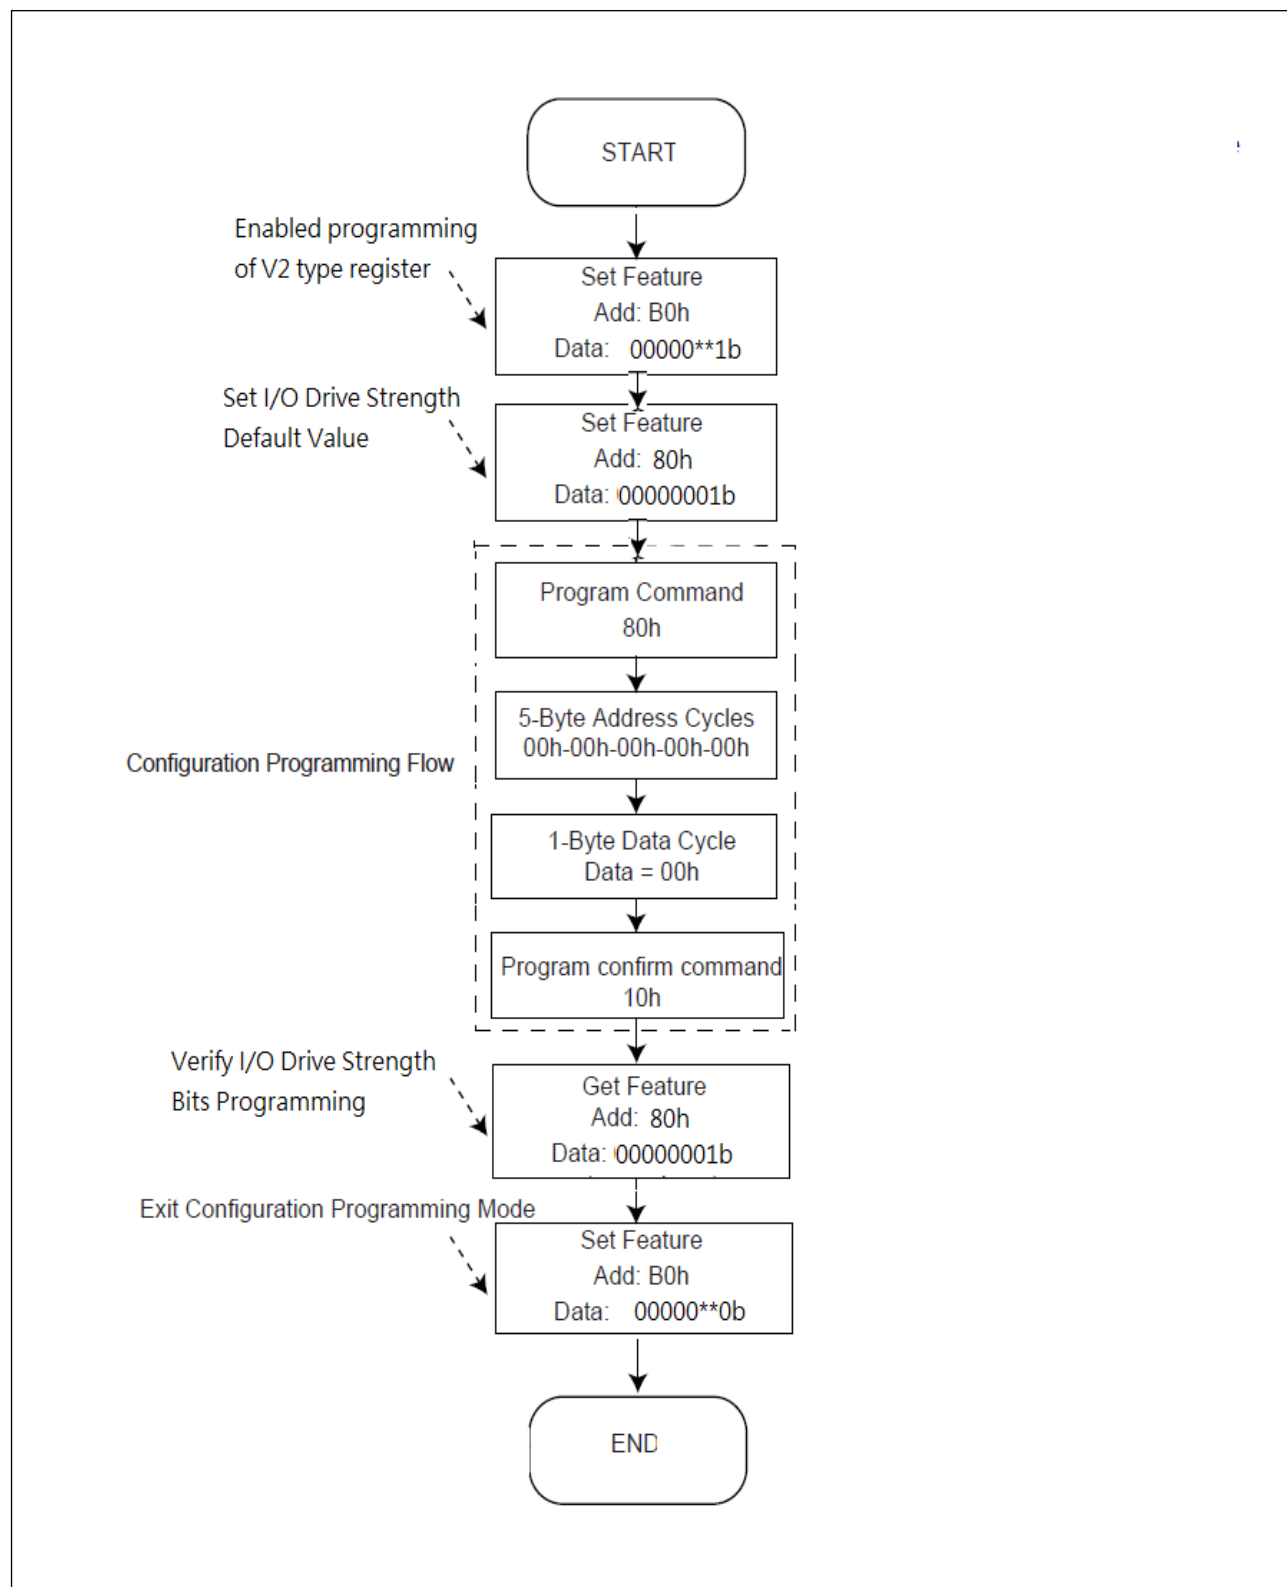 START
Enabled programming
of V2 type register
Set Feature
Add: B0h
Data: 00000**1b
Set I/O Drive Strength
Default Value
Set Feature
Add: 80h
Data: 00000001b
Configuration Programming Flow
Program Command
80h
5-Byte Address Cycles
00h-00h-00h-00h-00h
1-Byte Data Cycle
Data = 00h
Program confirm command
10h
Verify I/O Drive Strength
Bits Programming
Get Feature
Add: 80h
Data: 00000001b
Exit Configuration Programming Mode
Set Feature
Add: B0h
Data: 00000**0b
END